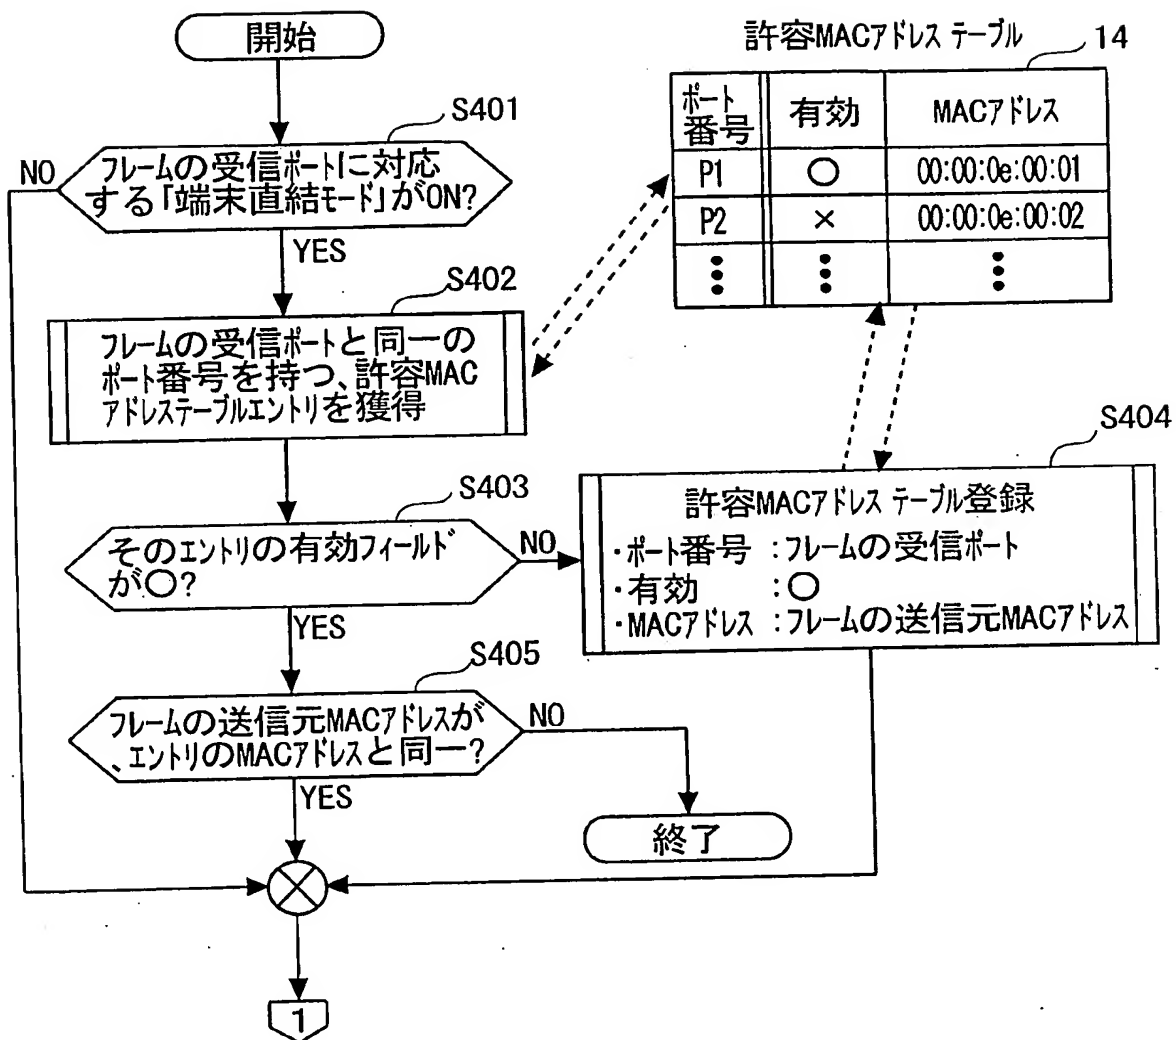 開始
S401
フレームの受信ポートに対応
する「端末直結モード」がON?
NO
YES
S402
フレームの受信ポートと同一の
ポート番号を持つ、許容MAC
アドレステーブルエントリを獲得
S403
そのエントリの有効フィールド
が○?
NO
YES
S405
フレームの送信元MACアドレスが
、エントリのMACアドレスと同一?
NO
YES
終了
1
許容MACアドレス テーブル
14
ポート
番号
有効
MACアドレス
P1 ○ 00:00:0e:00:01
P2 × 00:00:0e:00:02
S404
許容MACアドレス テーブル登録
・ポート番号 :フレームの受信ポート
・有効 :○
・MACアドレス :フレームの送信元MACアドレス